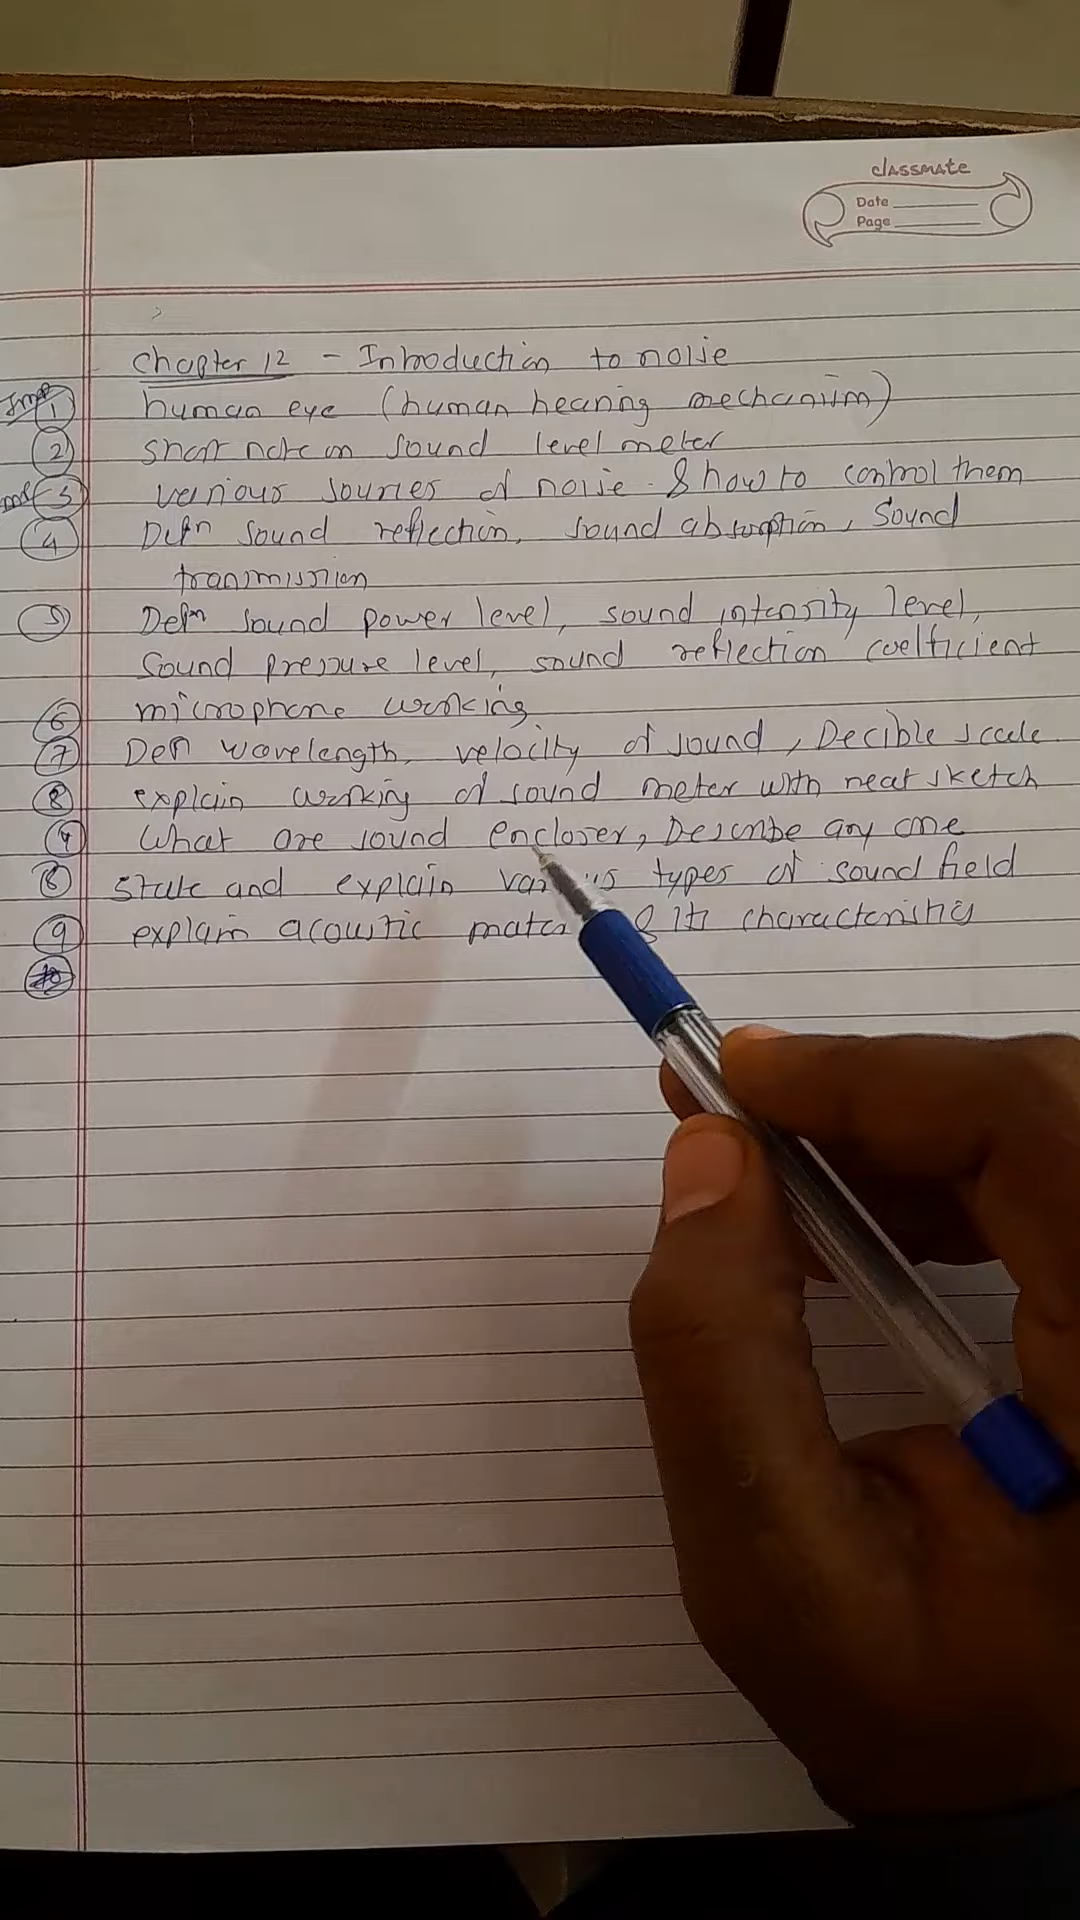 classmate
Date
Page
Chapter 12 - Introduction to noise
Imp 1 human eye (human hearing mechanism)
2 short note on sound level meter
Imp 3 various sources of noise & how to control them
4 Defn sound reflection, sound absorption, Sound
transmission
5 Defn sound power level, sound intensity level,
Sound pressure level, sound reflection coefficient
6 microphone working
7 Defn wavelength, velocity of sound, Decible scale
8 explain working of sound meter with neat sketch
What are sound encloser, Describe any one
8 State and explain types of sound field
9 explain acoustic & its characteristics